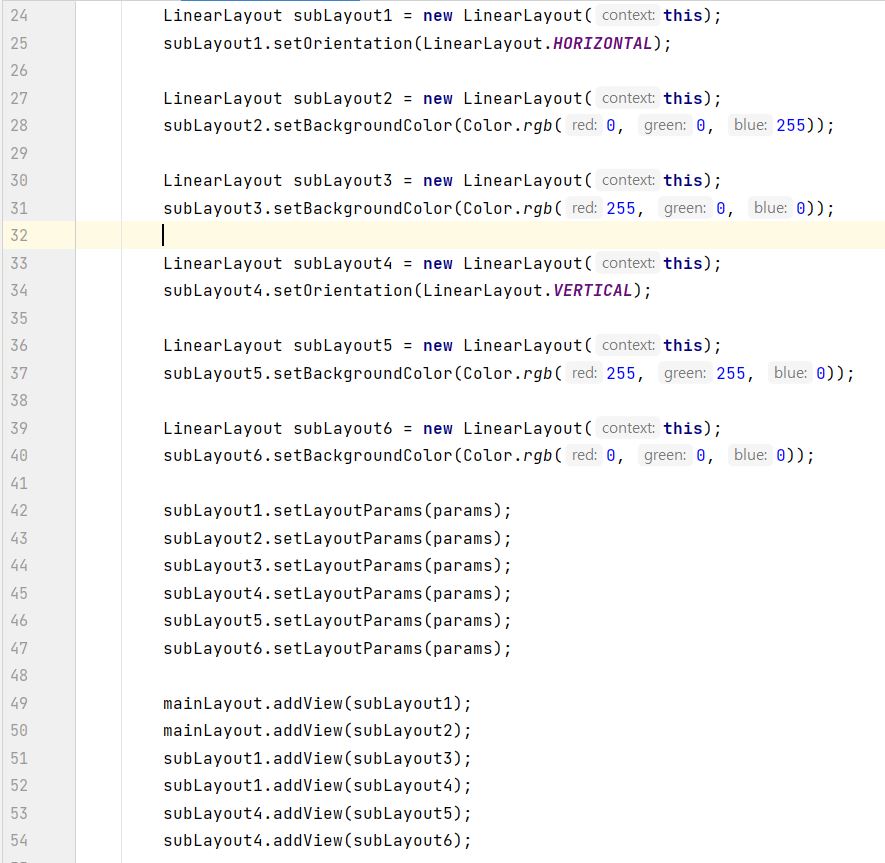 24 LinearLayout subLayout1 = new LinearLayout( context: this);
25 subLayout1.setOrientation(LinearLayout.HORIZONTAL);
26
27 LinearLayout subLayout2 = new LinearLayout( context: this);
28 subLayout2.setBackgroundColor(Color.rgb( red: 0, green: 0, blue: 255));
29
30 LinearLayout subLayout3 = new LinearLayout( context: this);
31 subLayout3.setBackgroundColor(Color.rgb( red: 255, green: 0, blue: 0));
32
33 LinearLayout subLayout4 = new LinearLayout( context: this);
34 subLayout4.setOrientation(LinearLayout.VERTICAL);
35
36 LinearLayout subLayout5 = new LinearLayout( context: this);
37 subLayout5.setBackgroundColor(Color.rgb( red: 255, green: 255, blue: 0));
38
39 LinearLayout subLayout6 = new LinearLayout( context: this);
40 subLayout6.setBackgroundColor(Color.rgb( red: 0, green: 0, blue: 0));
41
42 subLayout1.setLayoutParams(params);
43 subLayout2.setLayoutParams(params);
44 subLayout3.setLayoutParams(params);
45 subLayout4.setLayoutParams(params);
46 subLayout5.setLayoutParams(params);
47 subLayout6.setLayoutParams(params);
48
49 mainLayout.addView(subLayout1);
50 mainLayout.addView(subLayout2);
51 subLayout1.addView(subLayout3);
52 subLayout1.addView(subLayout4);
53 subLayout4.addView(subLayout5);
54 subLayout4.addView(subLayout6);